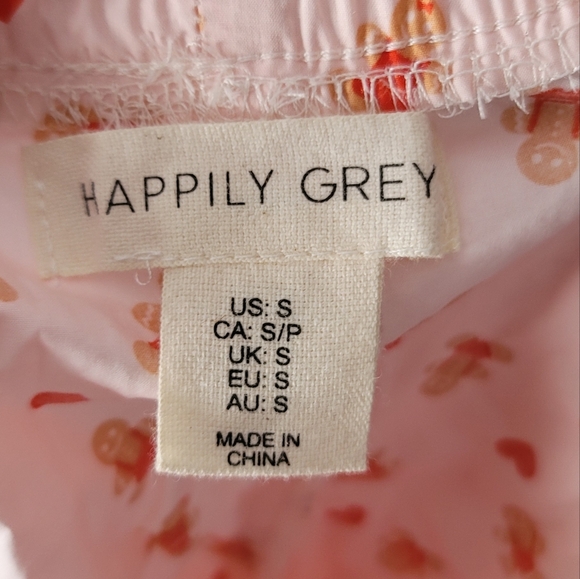 HAPPILY GREY
US: S
CA: S/P
UK: S
EU: S
AU: S
MADE IN
CHINA